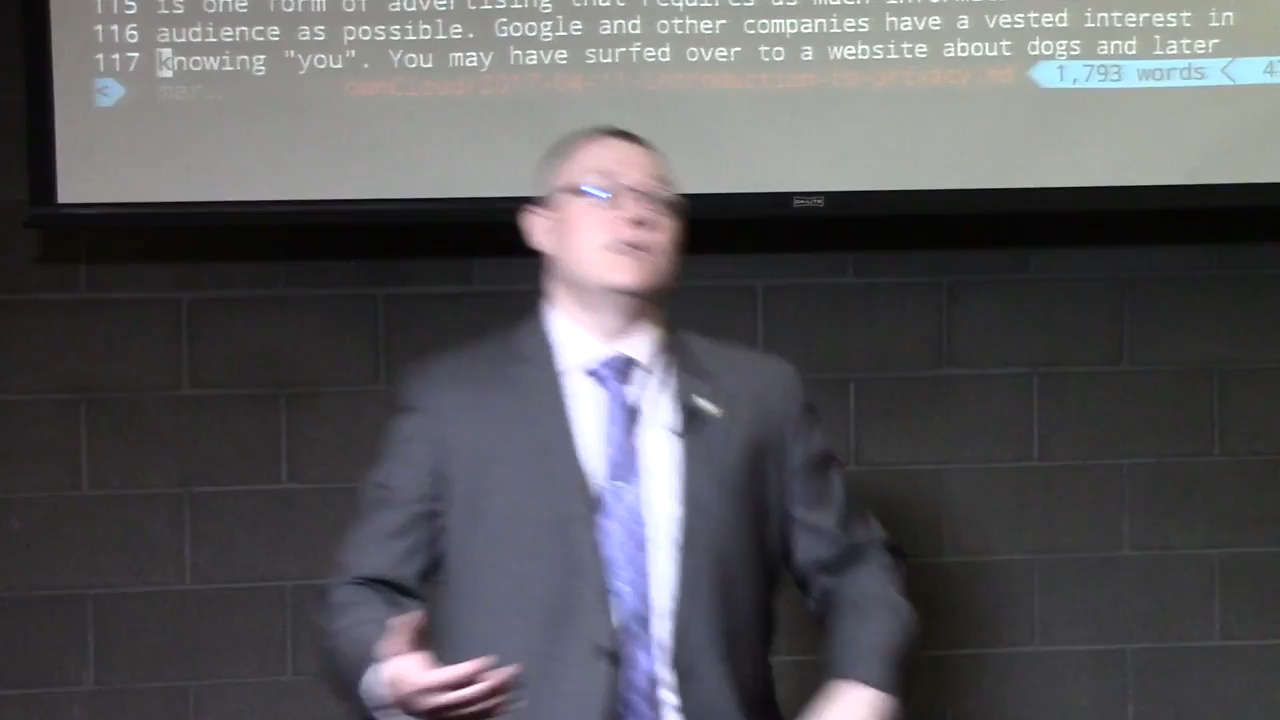 115 is one form of advertising that requires as much
116 audience as possible. Google and other companies have a vested interest in
117 knowing "you". You may have surfed over to a website about dogs and later
1,793 words
DA-LITE